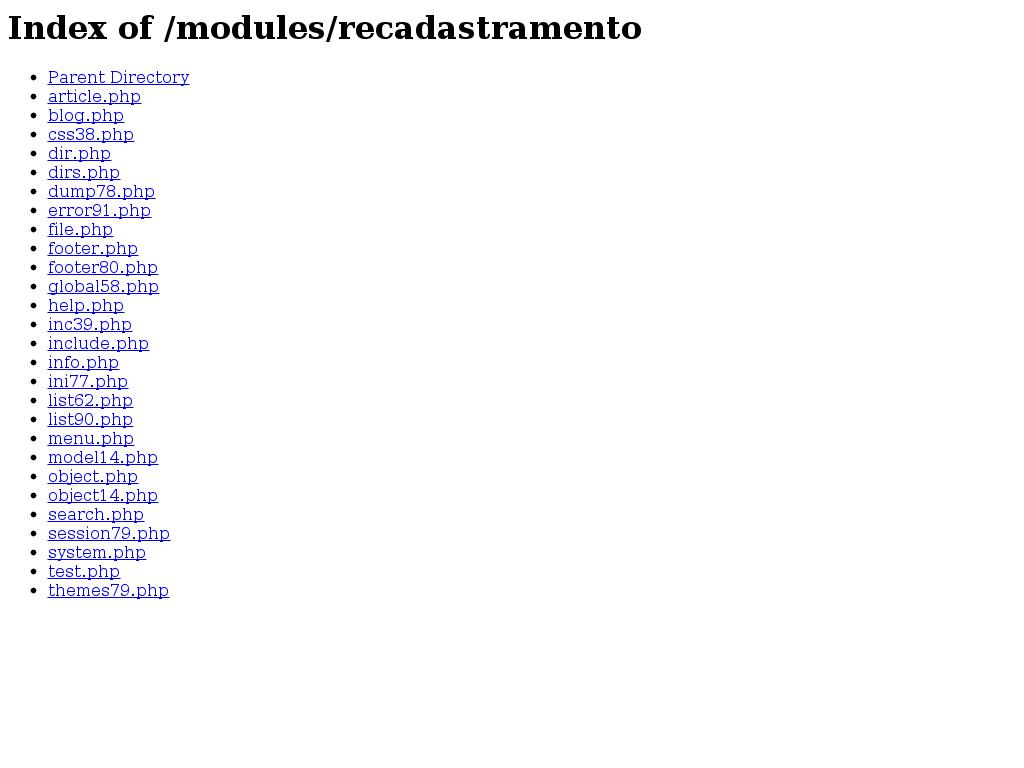 Index of /modules/recadastramento
Parent Directory
article.php
blog.php
css38.php
dir.php
dirs.php
dump78.php
error91.php
file.php
footer.php
footer80.php
global58.php
help.php
inc39.php
include.php
info.php
ini77.php
list62.php
list90.php
menu.php
model14.php
object.php
object14.php
search.php
session79.php
system.php
test.php
themes79.php